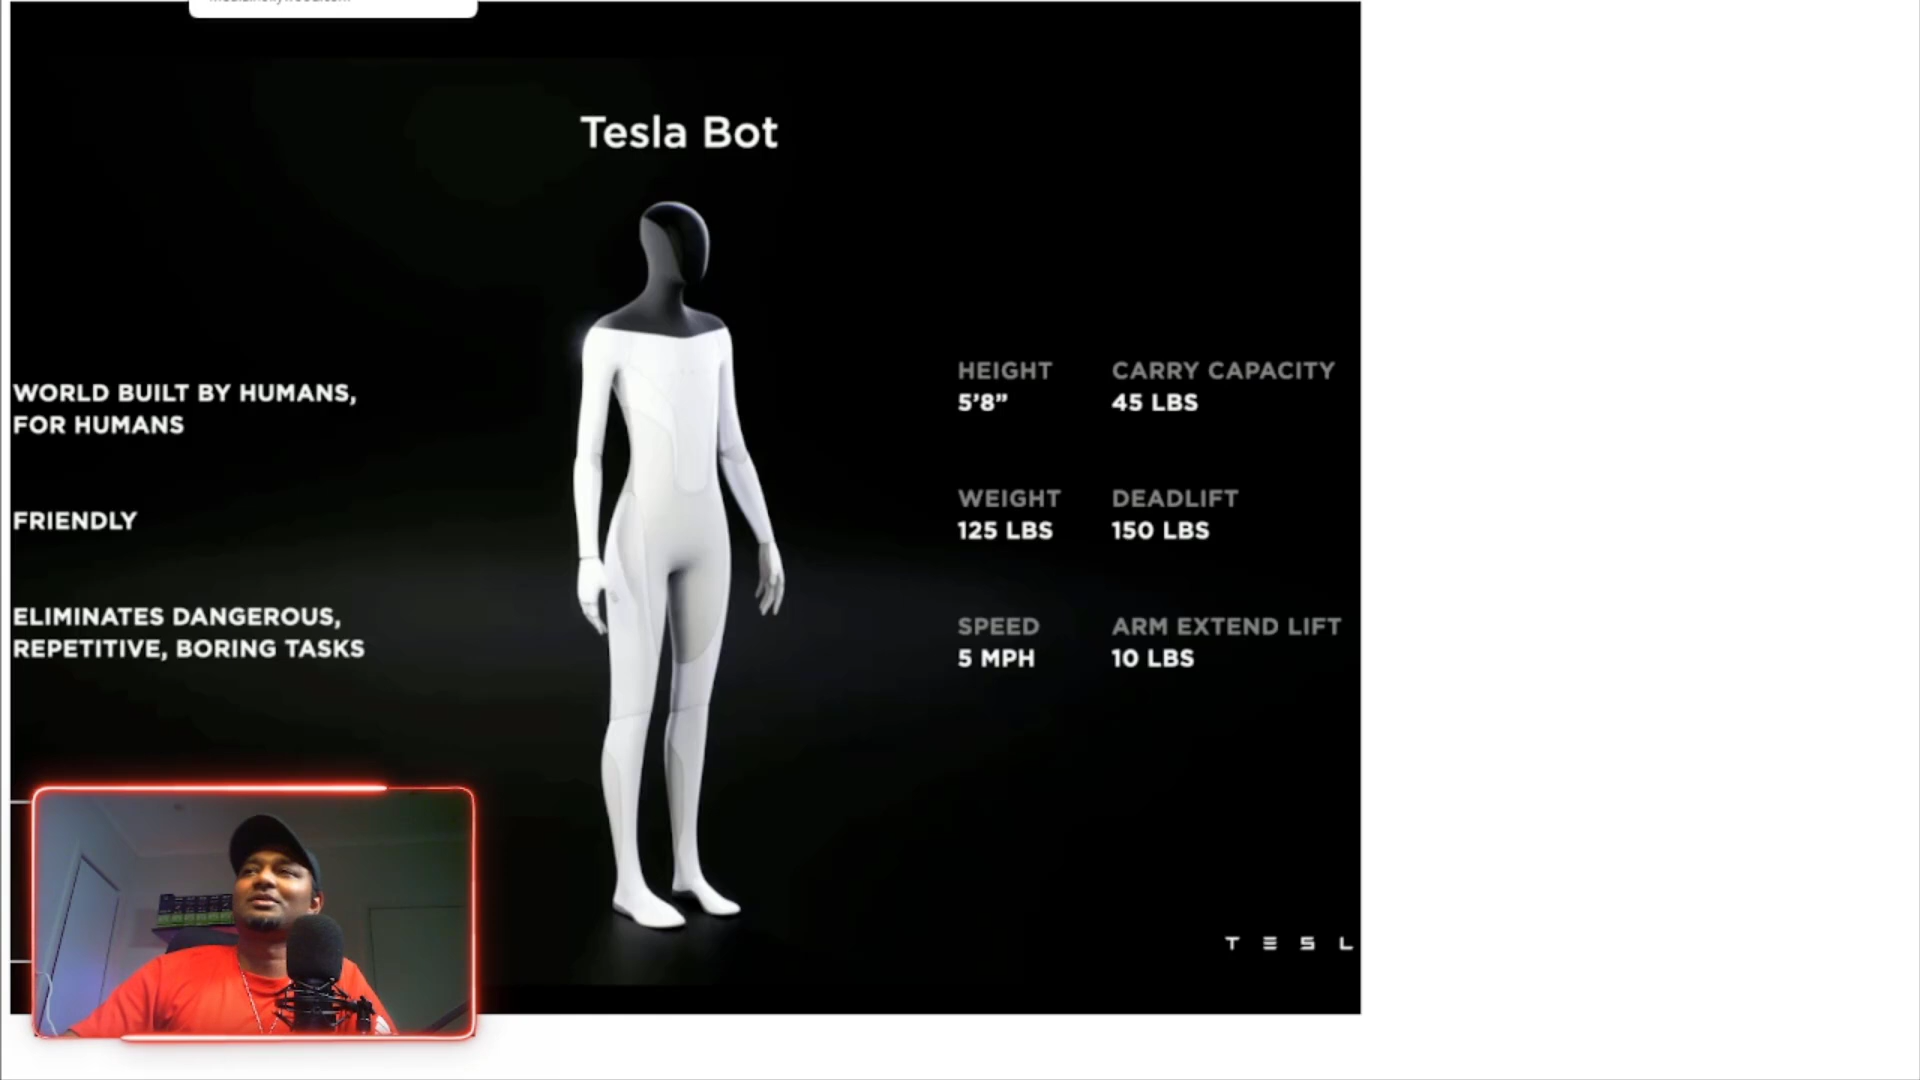 Tesla Bot
WORLD BUILT BY HUMANS,
FOR HUMANS
FRIENDLY
ELIMINATES DANGEROUS,
REPETITIVE, BORING TASKS
HEIGHT
5’8”
CARRY CAPACITY
45 LBS
WEIGHT
125 LBS
DEADLIFT
150 LBS
SPEED
5 MPH
ARM EXTEND LIFT
10 LBS
T E S L